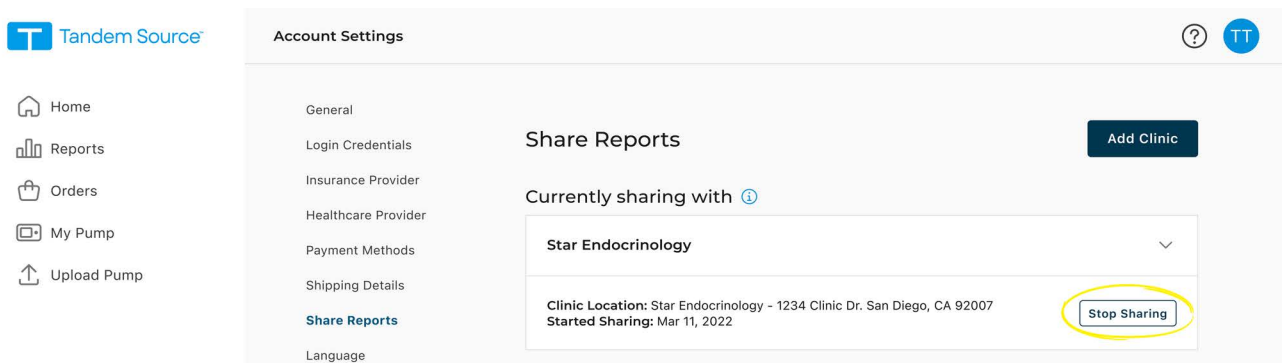 Tandem Source™
Account Settings
?
TT
Home
Reports
Orders
My Pump
Upload Pump
General
Login Credentials
Insurance Provider
Healthcare Provider
Payment Methods
Shipping Details
Share Reports
Language
Share Reports
Add Clinic
Currently sharing with
Star Endocrinology
Clinic Location: Star Endocrinology - 1234 Clinic Dr. San Diego, CA 92007
Started Sharing: Mar 11, 2022
Stop Sharing